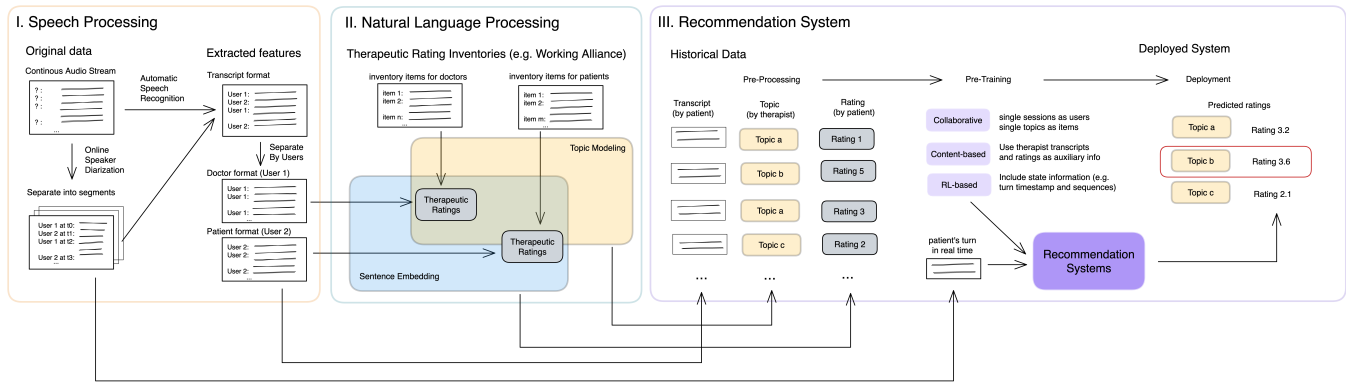 I. Speech Processing
Original data
Continous Audio Stream
? :
? :
? :
? :
...
Automatic
Speech
Recognition
Online
Speaker
Diarization
Separate into segments
User 1 at t0:
User 2 at t1:
User 1 at t2:
User 2 at t3:
...
Extracted features
Transcript format
User 1:
User 2:
User 1:
User 2:
...
Separate
By Users
Doctor format (User 1)
User 1:
User 1:
User 1:
...
Patient format (User 2)
User 2:
User 2:
User 2:
...
II. Natural Language Processing
Therapeutic Rating Inventories (e.g. Working Alliance)
inventory items for doctors
item 1:
item 2:
item n:
...
inventory items for patients
item 1:
item 2:
item m:
...
Topic Modeling
Therapeutic
Ratings
Therapeutic
Ratings
Sentence Embedding
III. Recommendation System
Historical Data
Deployed System
Pre-Processing
Pre-Training
Deployment
Transcript
(by patient)
Topic
(by therapist)
Rating
(by patient)
Topic a
Rating 1
Topic b
Rating 5
Topic a
Rating 3
Topic c
Rating 2
...
...
...
Collaborative
single sessions as users
single topics as items
Content-based
Use therapist transcripts
and ratings as auxiliary info
RL-based
Include state information (e.g.
turn timestamp and sequences)
patient's turn
in real time
Recommendation
Systems
Predicted ratings
Topic a
Rating 3.2
Topic b
Rating 3.6
Topic c
Rating 2.1